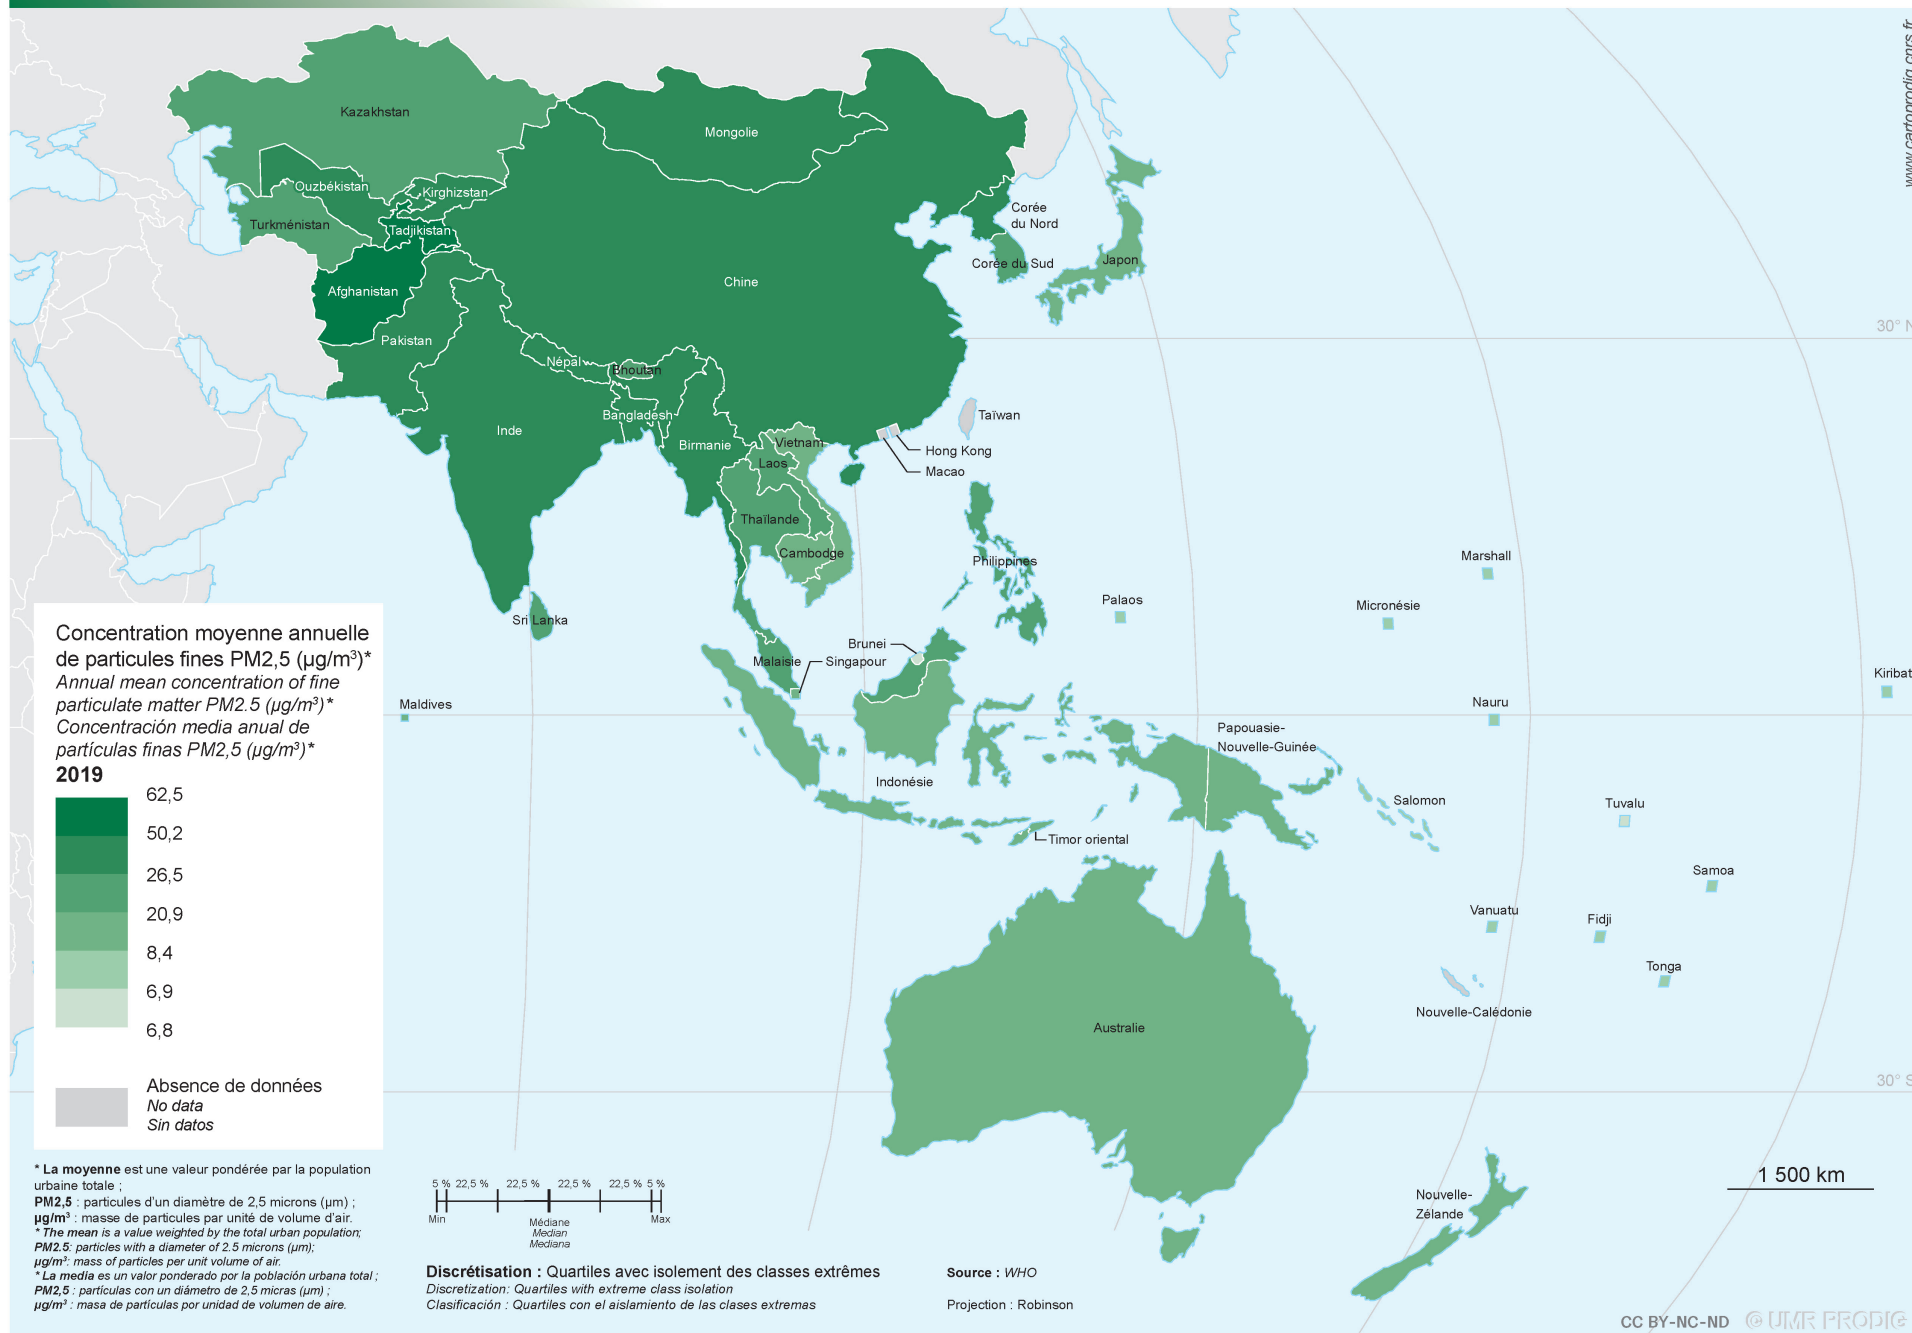 www.cartoprodig.cnrs.fr
Kazakhstan
Mongolie
Ouzbékistan
Kirghizstan
Turkménistan
Tadjikistan
Corée
du Nord
Corée du Sud
Japon
Chine
Afghanistan
30° N
Pakistan
Népal
Bhoutan
Bangladesh
Inde
Birmanie
Taïwan
Vietnam
Hong Kong
Laos
Macao
Thaïlande
Cambodge
Philippines
Marshall
Palaos
Micronésie
Sri Lanka
Brunei
Malaisie
Singapour
Kiribat
Maldives
Nauru
Papouasie-
Nouvelle-Guinée
Indonésie
Salomon
Tuvalu
Timor oriental
Samoa
Vanuatu
Fidji
Tonga
Nouvelle-Calédonie
Australie
30° S
Nouvelle-
Zélande
1 500 km
Concentration moyenne annuelle
de particules fines PM2,5 (µg/m³)*
Annual mean concentration of fine
particulate matter PM2.5 (µg/m³)*
Concentración media anual de
partículas finas PM2,5 (µg/m³)*
2019
62,5
50,2
26,5
20,9
8,4
6,9
6,8
Absence de données
No data
Sin datos
* La moyenne est une valeur pondérée par la population
urbaine totale ;
PM2,5 : particules d'un diamètre de 2,5 microns (µm) ;
µg/m³ : masse de particules par unité de volume d'air.
* The mean is a value weighted by the total urban population;
PM2.5: particles with a diameter of 2.5 microns (µm);
µg/m³: mass of particles per unit volume of air.
* La media es un valor ponderado por la población urbana total ;
PM2,5 : partículas con un diámetro de 2,5 micras (µm) ;
µg/m³ : masa de partículas por unidad de volumen de aire.
5 % 22,5 % 22,5 % 22,5 % 22,5 % 5 %
Min
Médiane
Median
Mediana
Max
Discrétisation : Quartiles avec isolement des classes extrêmes
Discretization: Quartiles with extreme class isolation
Clasificación : Quartiles con el aislamiento de las clases extremas
Source : WHO
Projection : Robinson
CC BY-NC-ND © UMR PRODIG